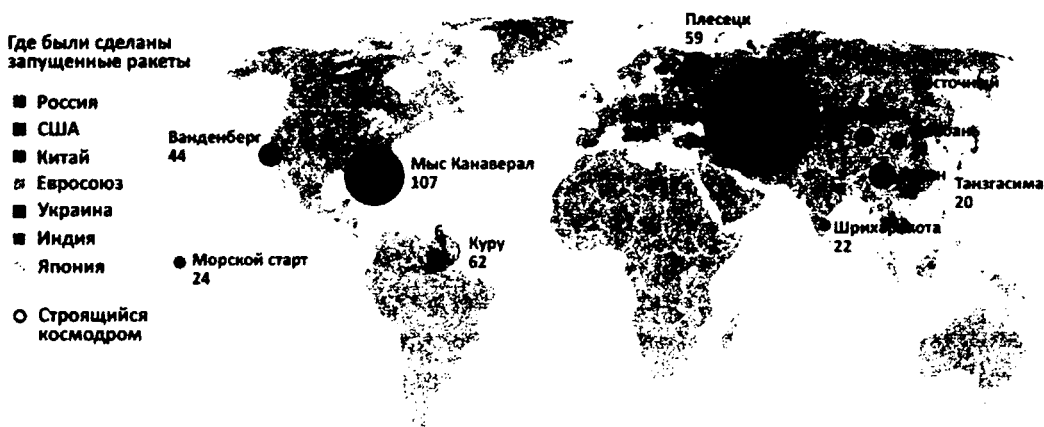 Где были сделаны
запущенные ракеты
Россия
США
Китай
Евросоюз
Украина
Индия
Япония
Строящийся
космодром
Ванденберг
44
Мыс Канаверал
107
Морской старт
24
6
Куру
62
Плесецк
59
Танэгасима
20
Шрихарикота
22